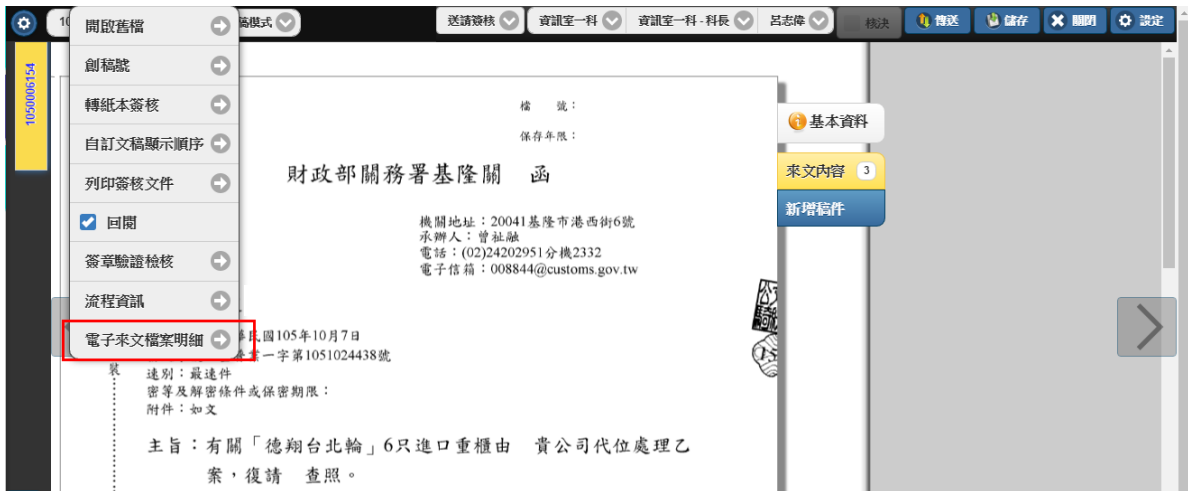 10
稿模式
送請簽核
資訊室一科
資訊室一科-科長
呂志偉
核決
傳送
儲存
關閉
設定
1050006154
開啟舊檔
創稿號
轉紙本簽核
自訂文稿顯示順序
列印簽核文件
回閱
簽章驗證檢核
流程資訊
電子來文檔案明細
檔　號：
保存年限：
財政部關務署基隆關　函
機關地址：20041基隆市港西街6號
承辦人：曾祉融
電話：(02)24202951分機2332
電子信箱：008844@customs.gov.tw
華民國105年10月7日
一字第1051024438號
速別：最速件
密等及解密條件或保密期限：
附件：如文
裝
主旨：有關「德翔台北輪」6只進口重櫃由　貴公司代位處理乙
案，復請　查照。
基本資料
來文內容 3
新增稿件